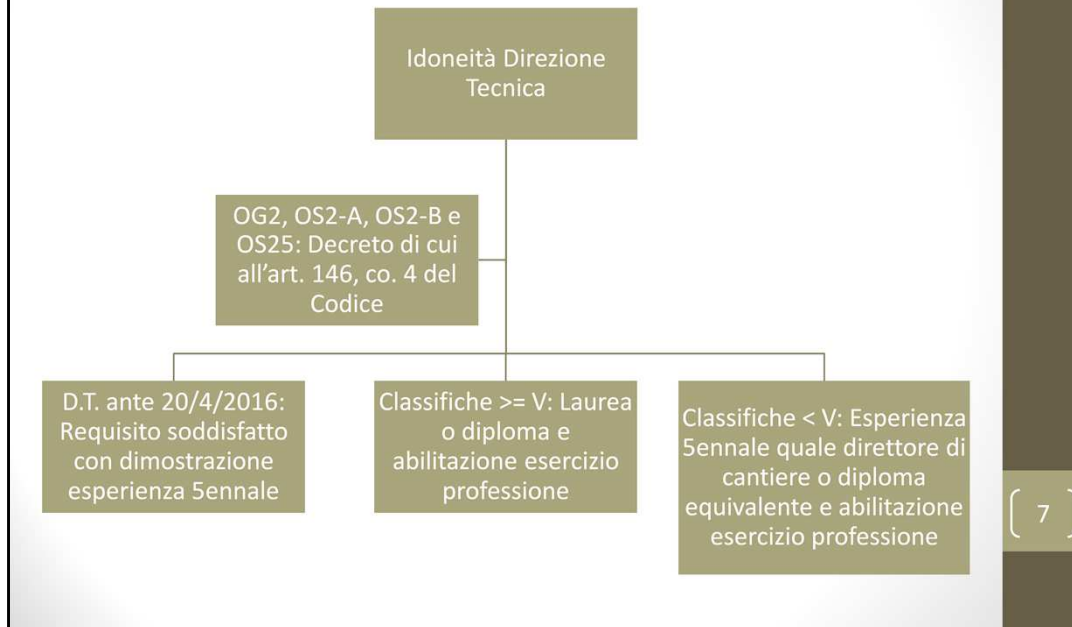 Idoneità Direzione
Tecnica
OG2, OS2-A, OS2-B e
OS25: Decreto di cui
all’art. 146, co. 4 del
Codice
D.T. ante 20/4/2016:
Requisito soddisfatto
con dimostrazione
esperienza 5ennale
Classifiche >= V: Laurea
o diploma e
abilitazione esercizio
professione
Classifiche < V: Esperienza
5ennale quale direttore di
cantiere o diploma
equivalente e abilitazione
esercizio professione
7